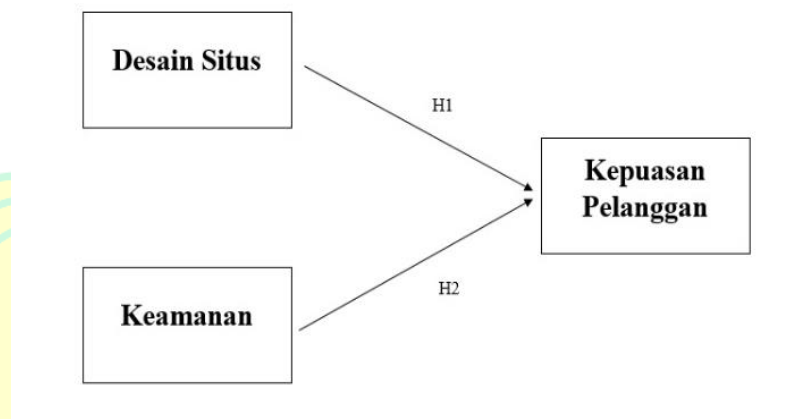 Desain Situs
H1
Kepuasan
Pelanggan
H2
Keamanan